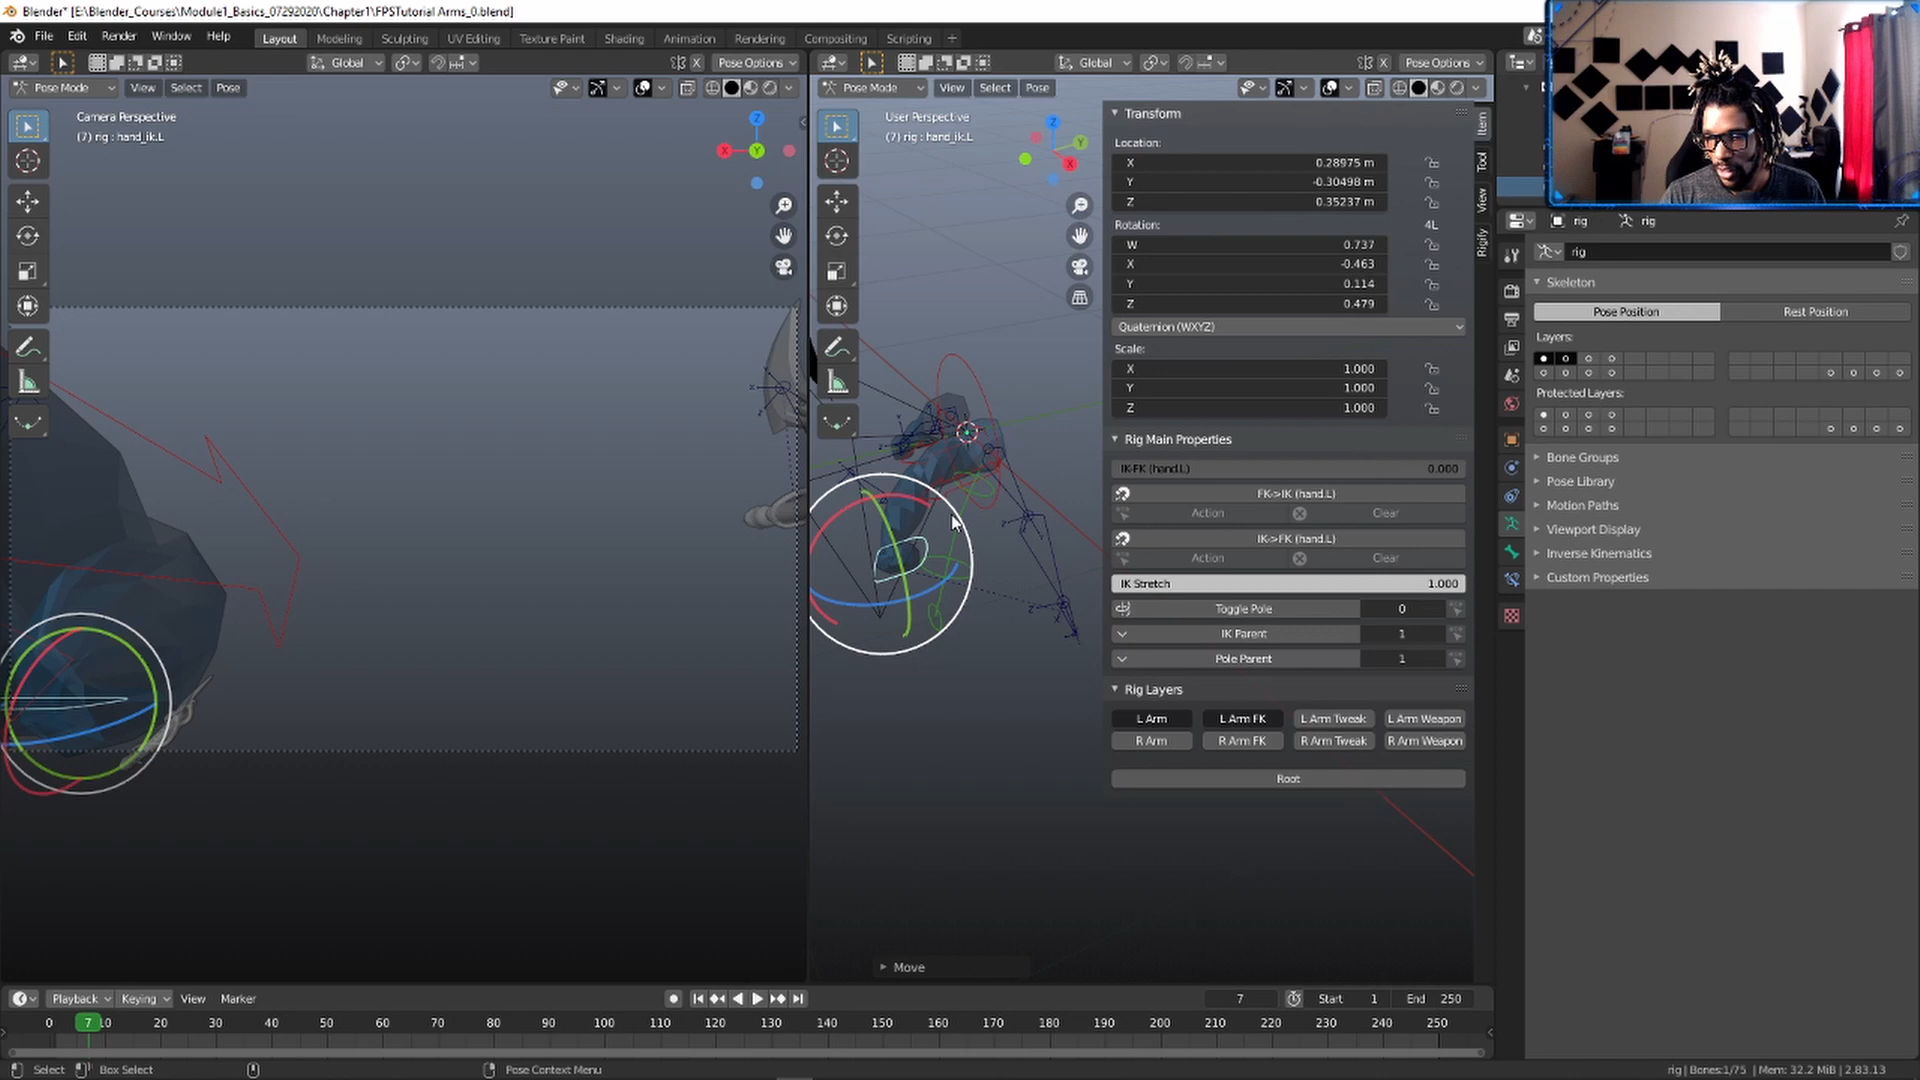 Blender* [E:\Blender_Courses\Module1_Basics_07292020\Chapter1\FPSTutorial Arms_0.blend]
File Edit Render Window Help Layout Modeling Sculpting UV Editing Texture Paint Shading Animation Rendering Compositing Scripting +
Global X Pose Options Global X Pose Options
Pose Mode View Select Pose Pose Mode View Select Pose
Camera Perspective
(7) rig : hand_ik.L
Z
X Y
User Perspective
(7) rig : hand_ik.L
Z
Y
X
Item
Tool
View
Rigify
Transform
Location:
X 0.28975 m
Y -0.30498 m
Z 0.35237 m
Rotation: 4L
W 0.737
X -0.463
Y 0.114
Z 0.479
Quaternion (WXYZ)
Scale:
X 1.000
Y 1.000
Z 1.000
Rig Main Properties
IK-FK (hand.L) 0.000
FK->IK (hand.L)
Action Clear
IK->FK (hand.L)
Action Clear
IK Stretch 1.000
Toggle Pole 0
IK Parent 1
Pole Parent 1
Rig Layers
L Arm L Arm FK L Arm Tweak L Arm Weapon
R Arm R Arm FK R Arm Tweak R Arm Weapon
Root
rig rig
rig
Skeleton
Pose Position Rest Position
Layers:
Protected Layers:
Bone Groups
Pose Library
Motion Paths
Viewport Display
Inverse Kinematics
Custom Properties
Move
Playback Keying View Marker 7 Start 1 End 250
0 7 10 20 30 40 50 60 70 80 90 100 110 120 130 140 150 160 170 180 190 200 210 220 230 240 250
Select Box Select Pose Context Menu rig | Bones:1/75 | Mem: 32.2 MiB | 2.83.13